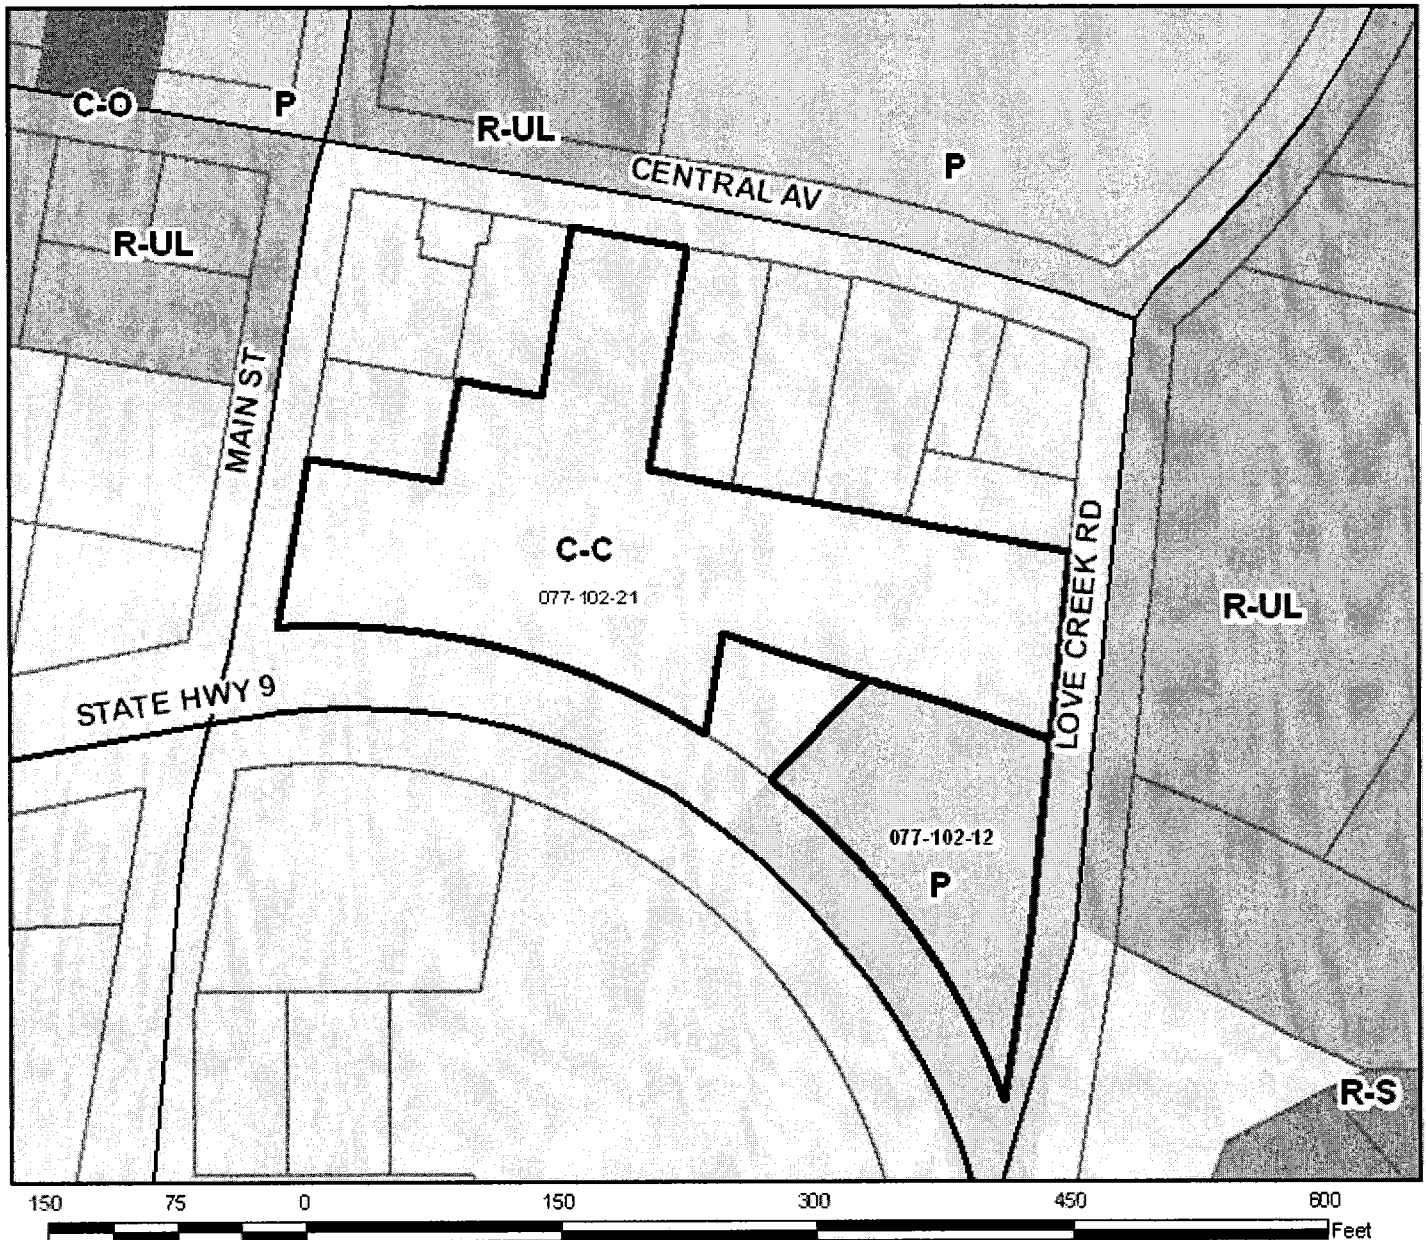 C-O
P
R-UL
CENTRAL AV
P
R-UL
MAIN ST
C-C
077-102-21
LOVE CREEK RD
R-UL
STATE HWY 9
077-102-12
P
R-S
150 75 0 150 300 450 600
Feet